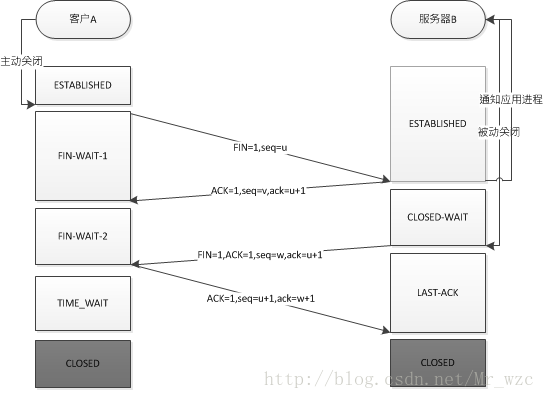 客户A
服务器B
主动关闭
ESTABLISHED
通知应用进程
ESTABLISHED
被动关闭
FIN=1,seq=u
FIN-WAIT-1
ACK=1,seq=v,ack=u+1
CLOSED-WAIT
FIN-WAIT-2
FIN=1,ACK=1,seq=w,ack=u+1
LAST-ACK
TIME_WAIT
ACK=1,seq=u+1,ack=w+1
CLOSED
CLOSED
http://blog.csdn.net/Mr_wzc